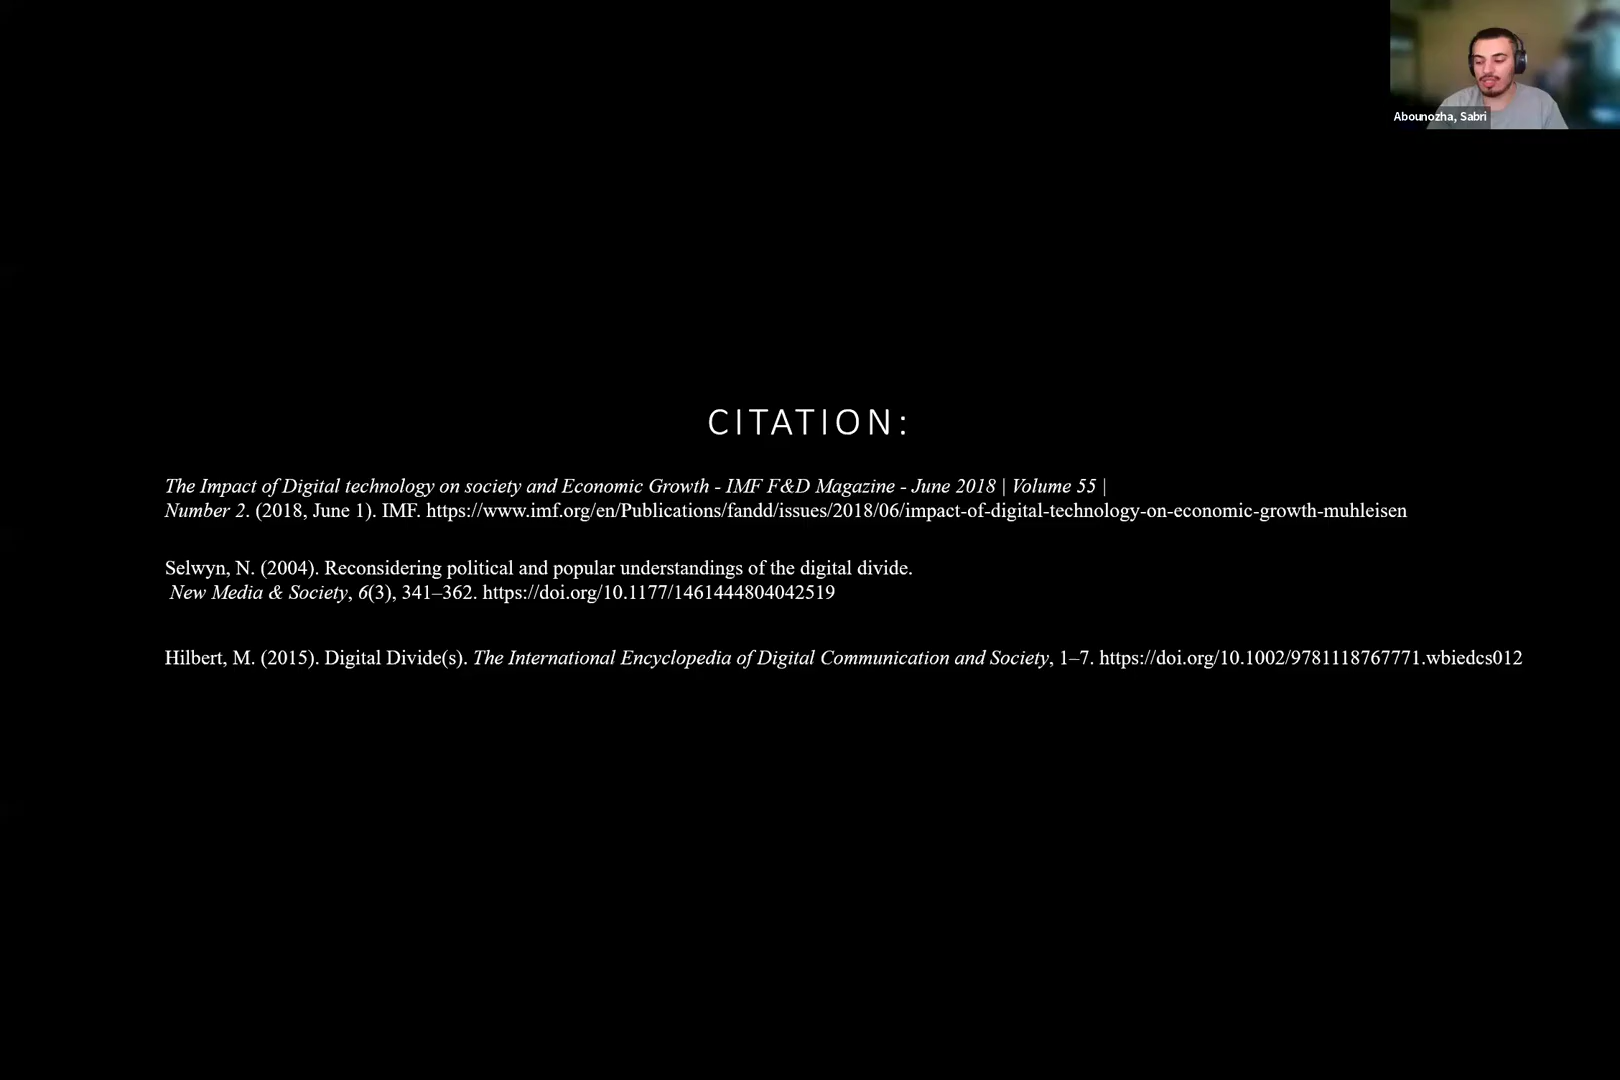 Abounozha, Sabri
CITATION:
The Impact of Digital technology on society and Economic Growth - IMF F&D Magazine - June 2018 | Volume 55 |
Number 2. (2018, June 1). IMF. https://www.imf.org/en/Publications/fandd/issues/2018/06/impact-of-digital-technology-on-economic-growth-muhleisen
Selwyn, N. (2004). Reconsidering political and popular understandings of the digital divide.
New Media & Society, 6(3), 341–362. https://doi.org/10.1177/1461444804042519
Hilbert, M. (2015). Digital Divide(s). The International Encyclopedia of Digital Communication and Society, 1–7. https://doi.org/10.1002/9781118767771.wbiedcs012